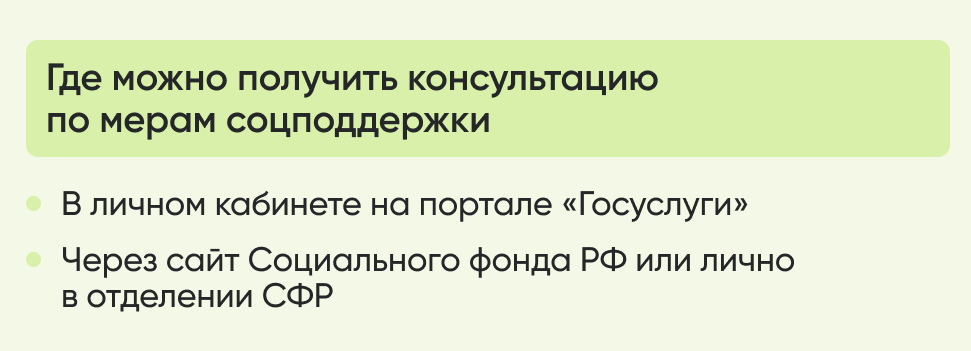 Где можно получить консультацию
по мерам соцподдержки
В личном кабинете на портале «Госуслуги»
Через сайт Социального фонда РФ или лично
в отделении СФР